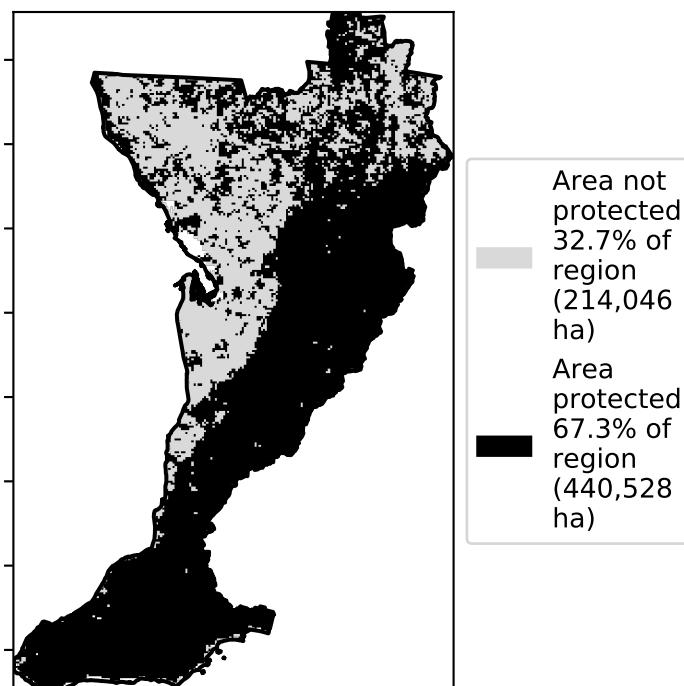 Area not
protected
32.7% of
region
(214,046
ha)
Area
protected
67.3% of
region
(440,528
ha)